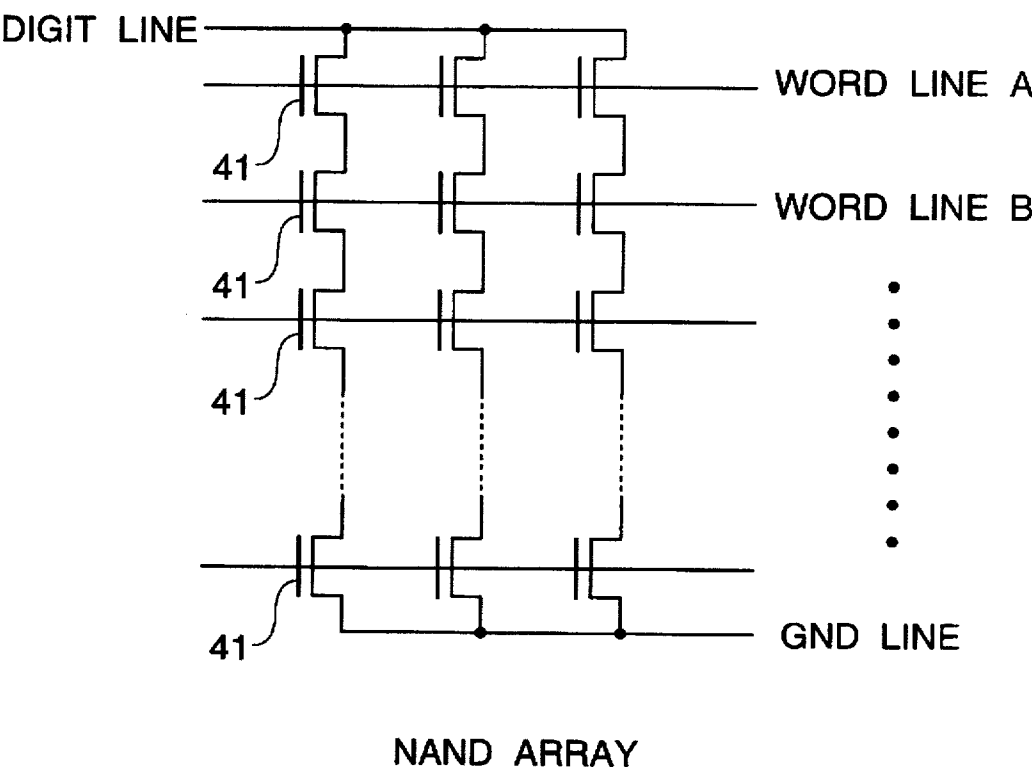 DIGIT LINE
WORD LINE A
41
WORD LINE B
41
41
41
GND LINE
NAND ARRAY